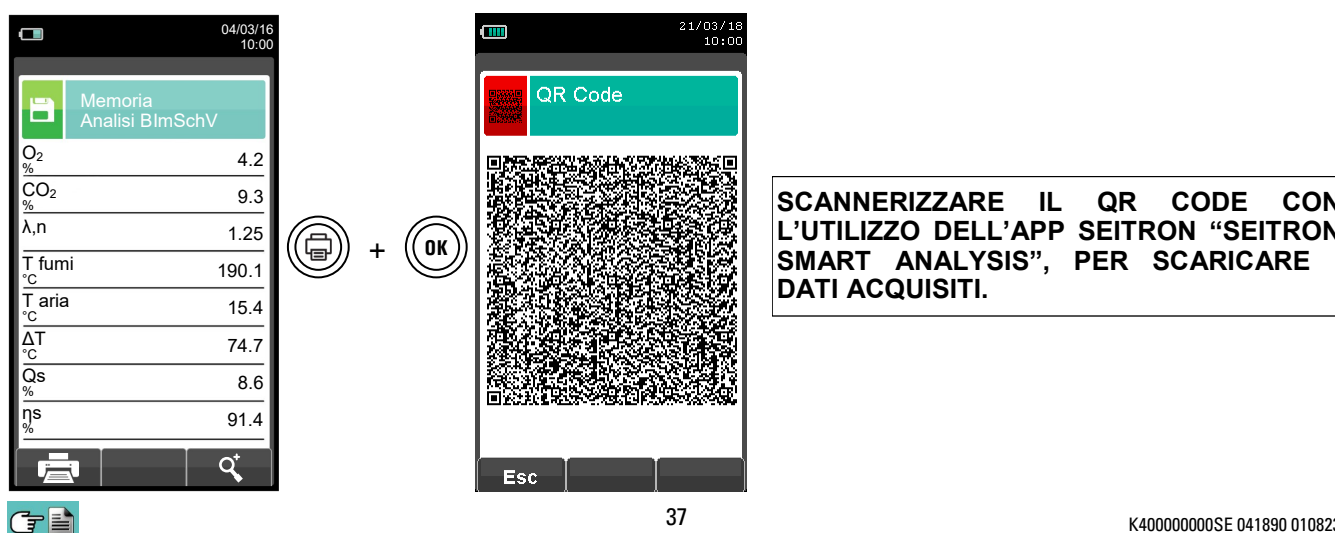 04/03/16
10:00
Memoria
Analisi BImSchV
O₂
%
4.2
CO₂
%
9.3
λ,n
1.25
T fumi
°C
190.1
T aria
°C
15.4
ΔT
°C
74.7
Qs
%
8.6
ηs
%
91.4
+
OK
21/03/18
10:00
QR Code
Esc
SCANNERIZZARE IL QR CODE CON
L'UTILIZZO DELL'APP SEITRON “SEITRON
SMART ANALYSIS”, PER SCARICARE
DATI ACQUISITI.
37
K400000000SE 041890 010823